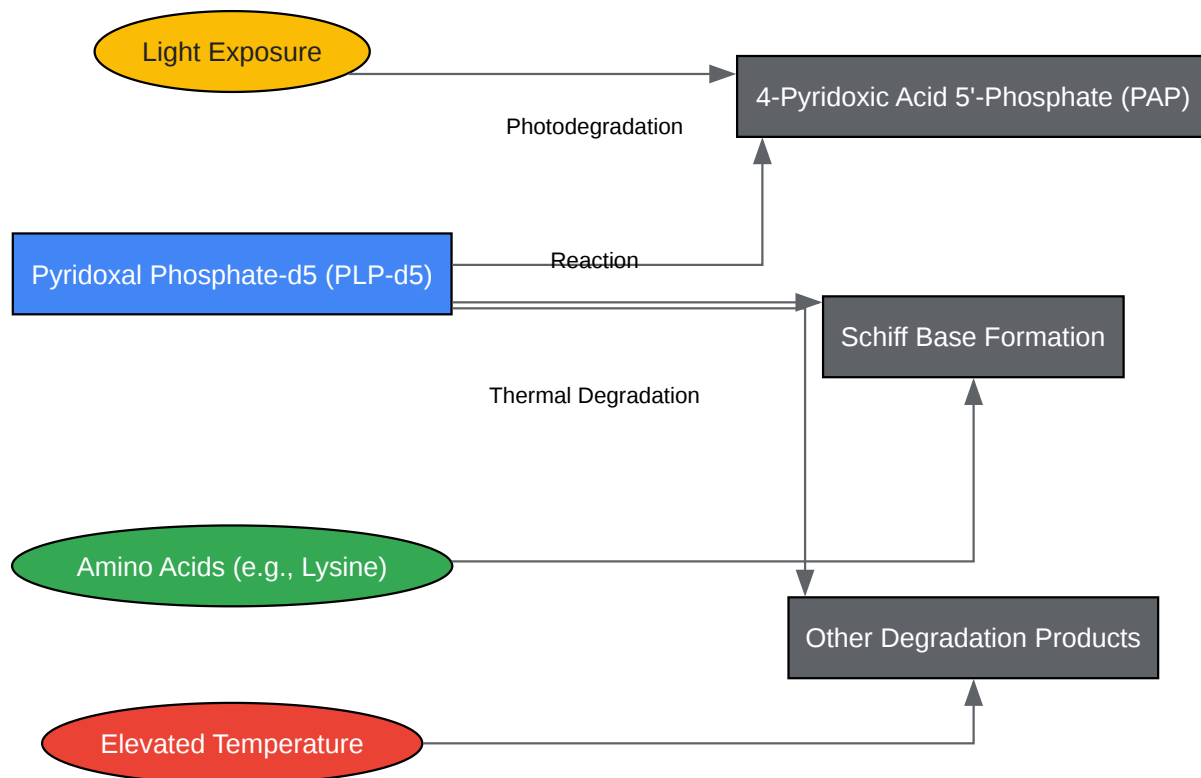 Light Exposure
4-Pyridoxic Acid 5'-Phosphate (PAP)
Photodegradation
Pyridoxal Phosphate-d5 (PLP-d5)
Reaction
Schiff Base Formation
Thermal Degradation
Amino Acids (e.g., Lysine)
Other Degradation Products
Elevated Temperature